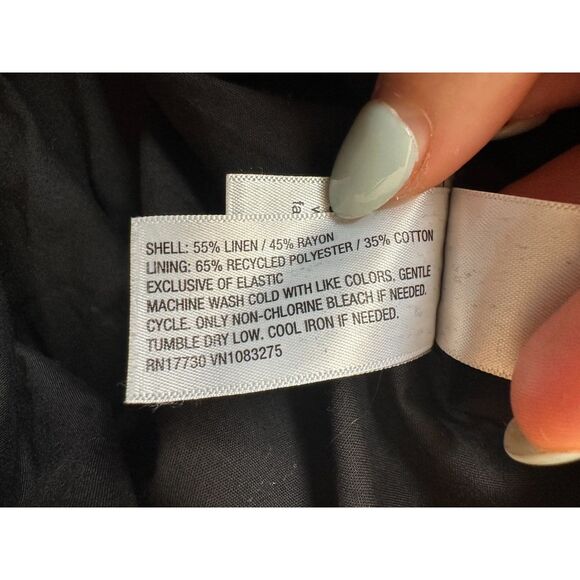 SHELL: 55% LINEN / 45% RAYON
LINING: 65% RECYCLED POLYESTER / 35% COTTON
EXCLUSIVE OF ELASTIC
MACHINE WASH COLD WITH LIKE COLORS. GENTLE
CYCLE. ONLY NON-CHLORINE BLEACH IF NEEDED.
TUMBLE DRY LOW. COOL IRON IF NEEDED.
RN17730 VN1083275